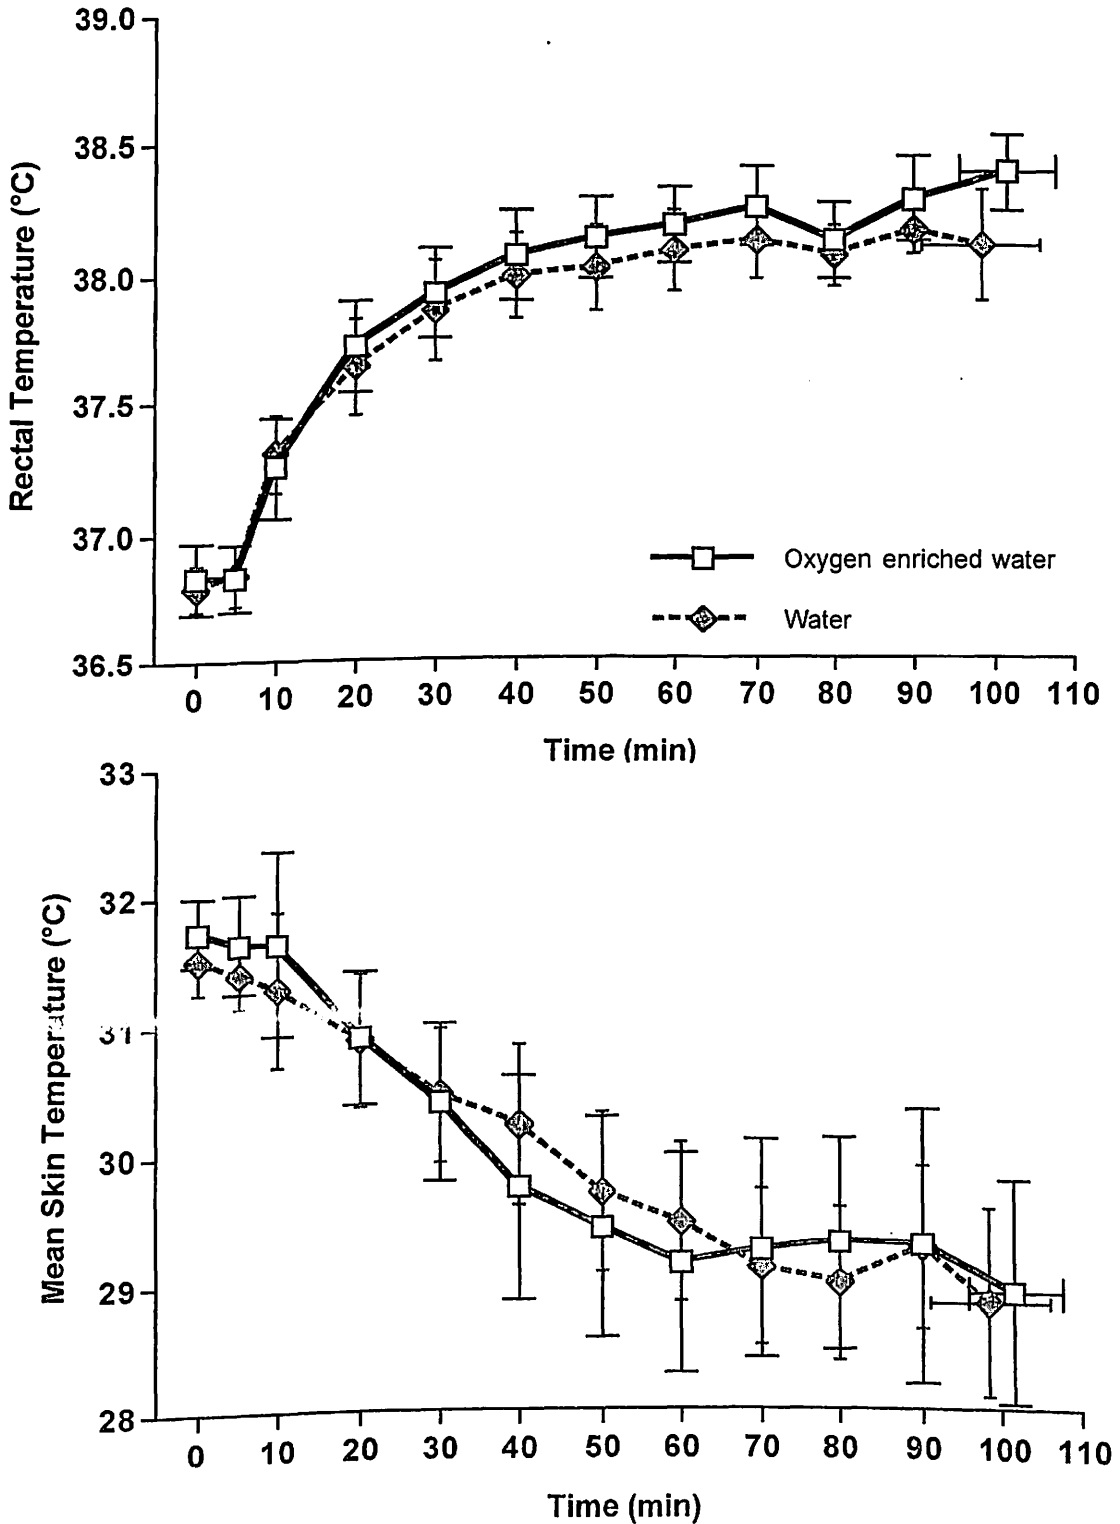 39.0
38.5
38.0
37.5
37.0
36.5
Rectal Temperature (°C)
Oxygen enriched water
Water
0 10 20 30 40 50 60 70 80 90 100 110
Time (min)
33
32
31
30
29
28
Mean Skin Temperature (°C)
0 10 20 30 40 50 60 70 80 90 100 110
Time (min)